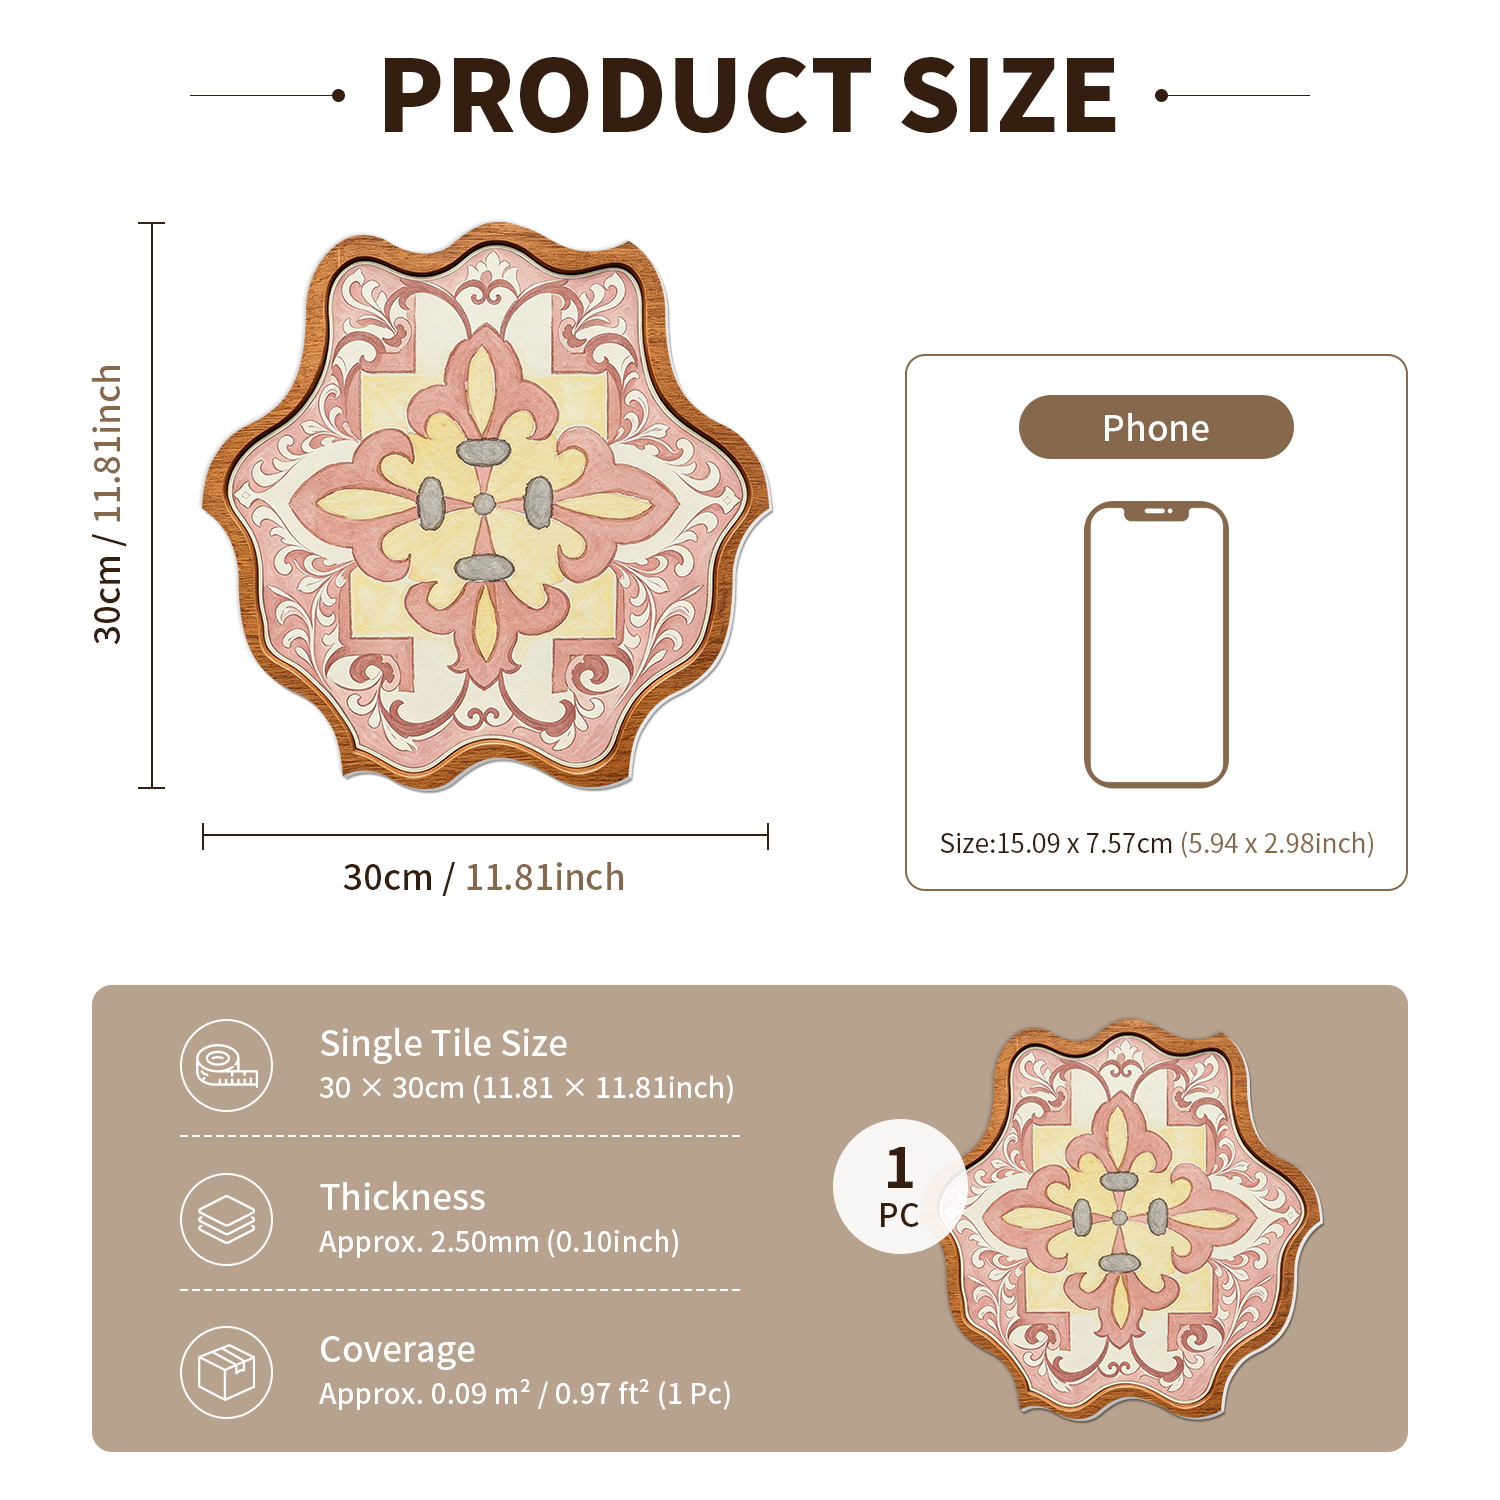 PRODUCT SIZE
30cm / 11.81inch
30cm / 11.81inch
Phone
Size:15.09 x 7.57cm (5.94 x 2.98inch)
Single Tile Size
30 × 30cm (11.81 × 11.81inch)
Thickness
Approx. 2.50mm (0.10inch)
Coverage
Approx. 0.09 m² / 0.97 ft² (1 Pc)
1
PC